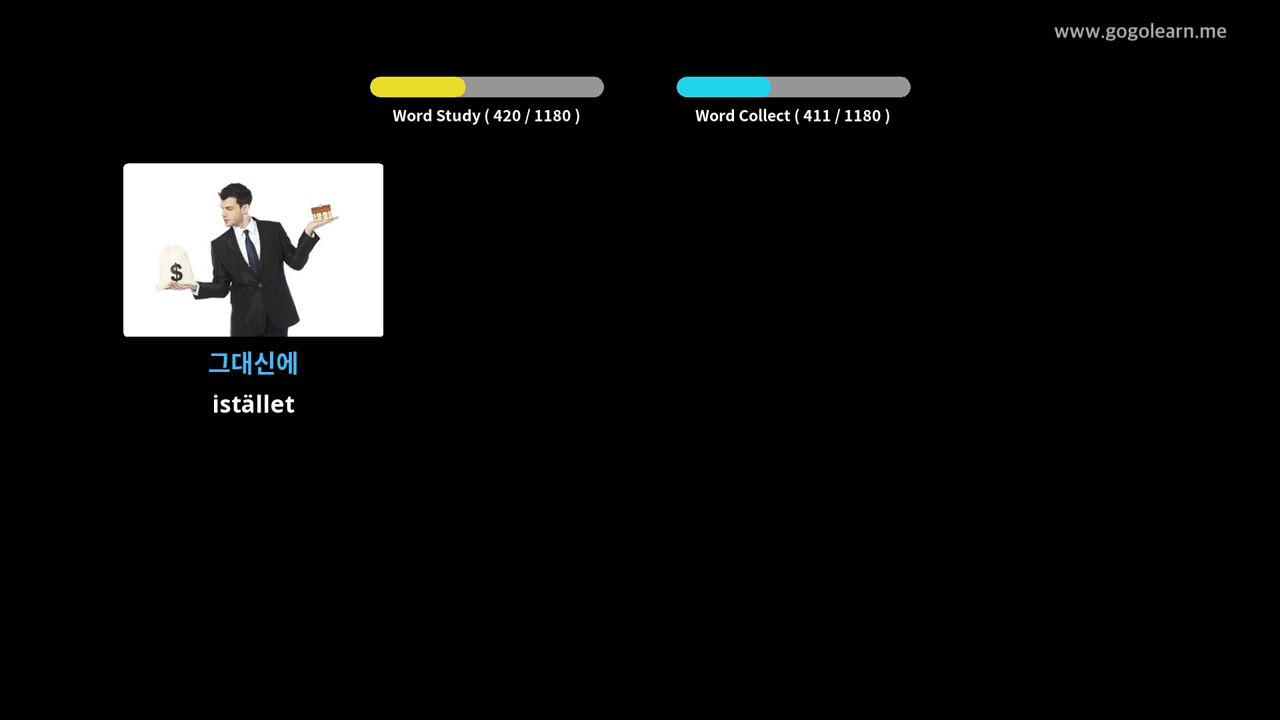 www.gogolearn.me
Word Study ( 420 / 1180 )
Word Collect ( 411 / 1180 )
$
그대신에
istället